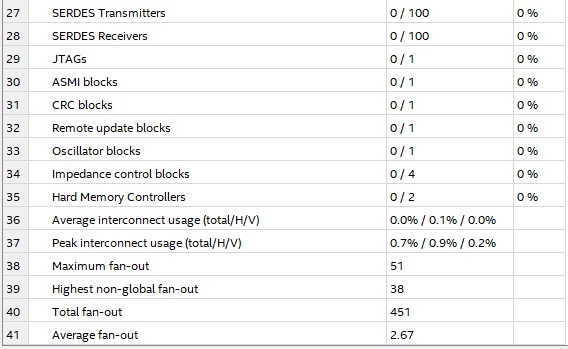 27 SERDES Transmitters 0 / 100 0 %
28 SERDES Receivers 0 / 100 0 %
29 JTAGs 0 / 1 0 %
30 ASMI blocks 0 / 1 0 %
31 CRC blocks 0 / 1 0 %
32 Remote update blocks 0 / 1 0 %
33 Oscillator blocks 0 / 1 0 %
34 Impedance control blocks 0 / 4 0 %
35 Hard Memory Controllers 0 / 2 0 %
36 Average interconnect usage (total/H/V) 0.0% / 0.1% / 0.0%
37 Peak interconnect usage (total/H/V) 0.7% / 0.9% / 0.2%
38 Maximum fan-out 51
39 Highest non-global fan-out 38
40 Total fan-out 451
41 Average fan-out 2.67